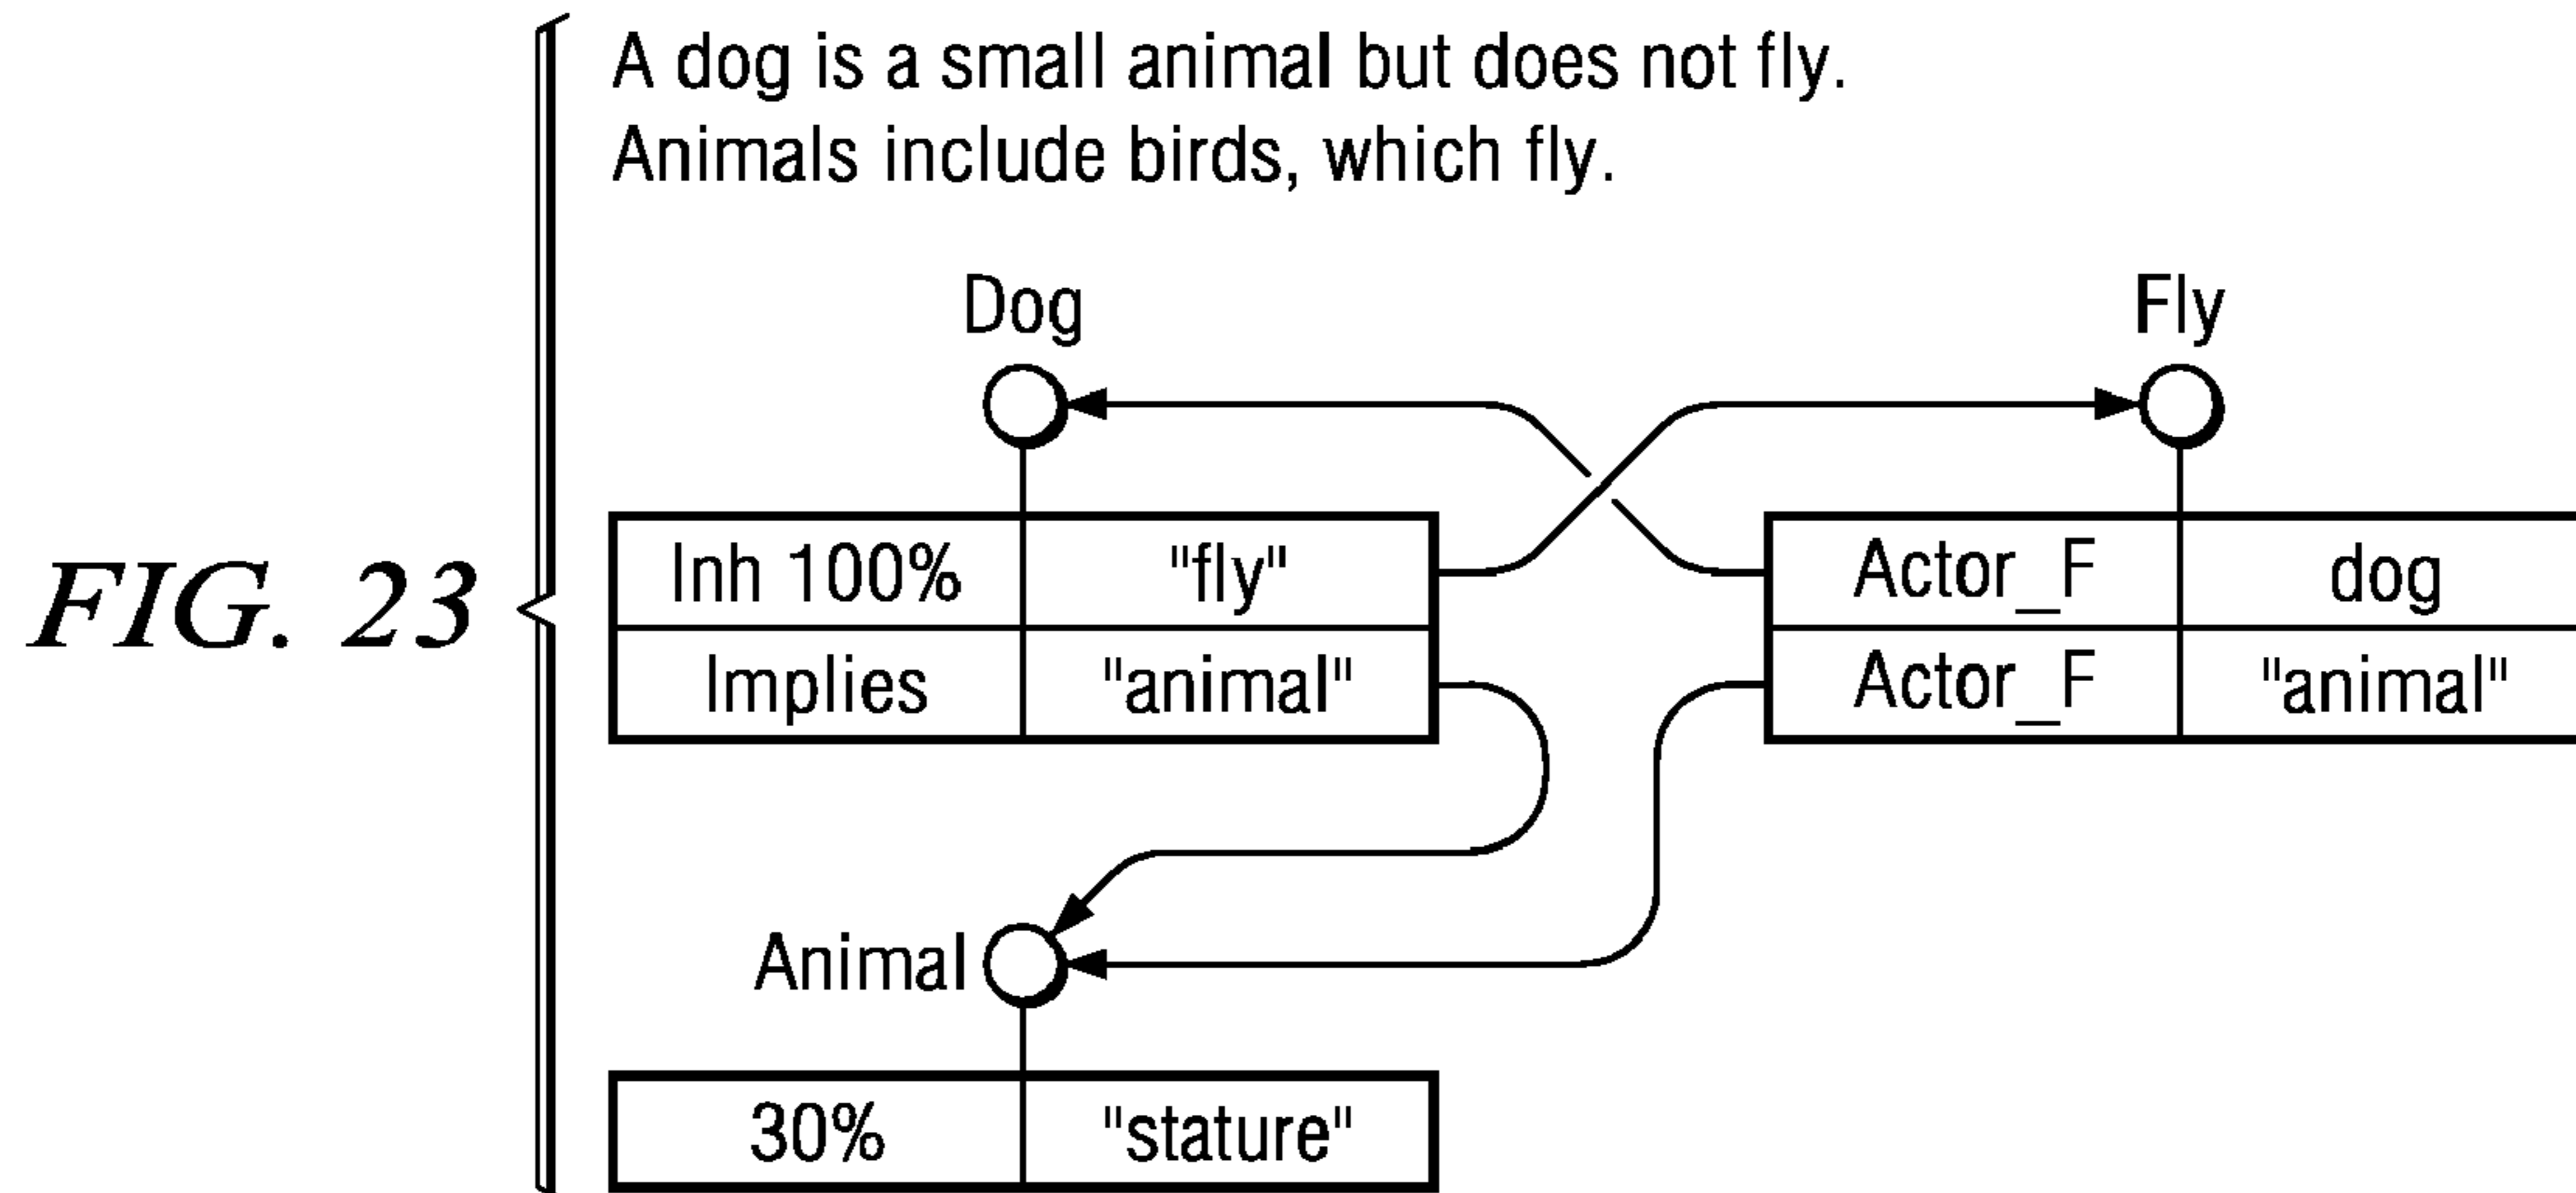 A dog is a small animal but does not fly.
Animals include birds, which fly.
Dog
Fly
Inh 100% "fly"
Actor_F dog
FIG. 23
Implies "animal"
Actor_F "animal"
Animal
30% "stature"